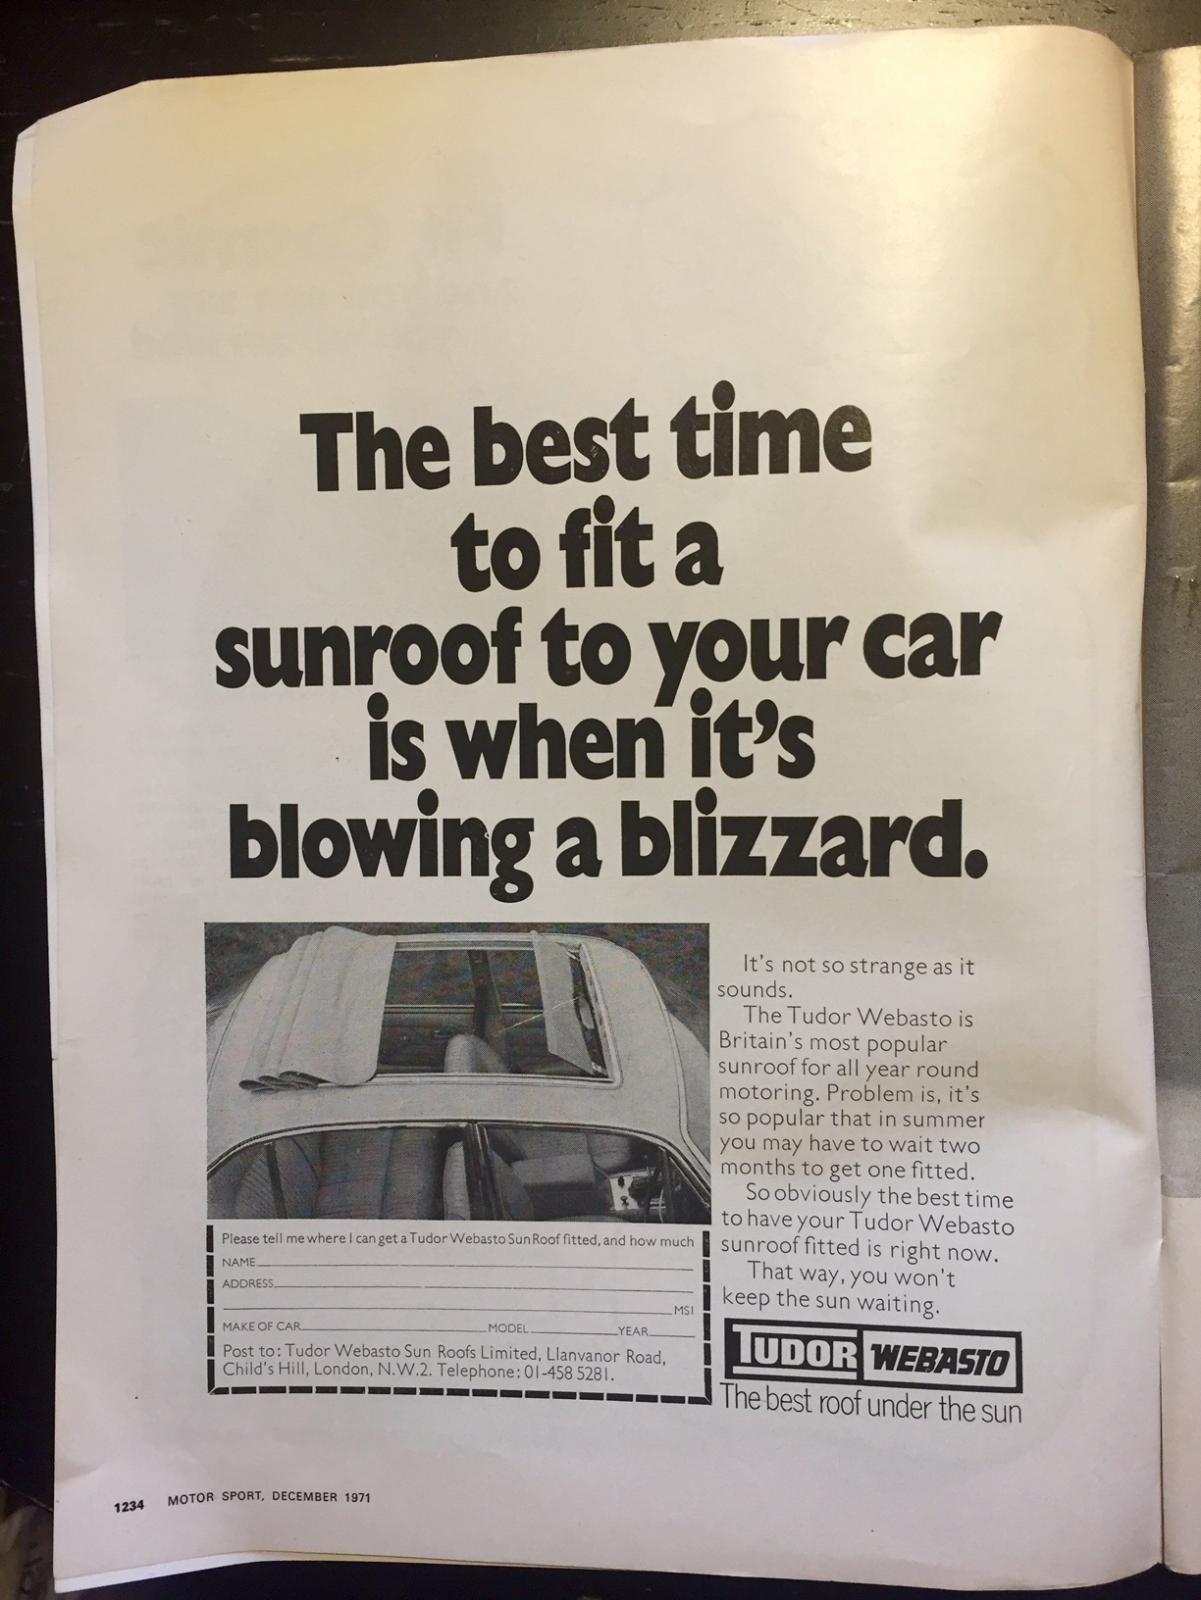 The best time
to fit a
sunroof to your car
is when it's
blowing a blizzard.
It's not so strange as it
sounds.
The Tudor Webasto is
Britain's most popular
sunroof for all year round
motoring. Problem is, it's
so popular that in summer
you may have to wait two
months to get one fitted.
So obviously the best time
to have your Tudor Webasto
sunroof fitted is right now.
That way, you won't
keep the sun waiting.
Please tell me where I can get a Tudor Webasto Sun Roof fitted, and how much
NAME
ADDRESS
MSI
MAKE OF CAR MODEL YEAR
Post to: Tudor Webasto Sun Roofs Limited, Llanvanor Road,
Child's Hill, London, N.W.2. Telephone: 01-458 5281.
TUDOR WEBASTO
The best roof under the sun
1234 MOTOR SPORT, DECEMBER 1971